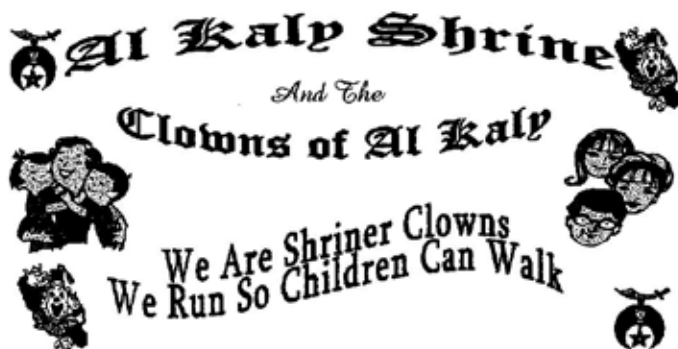 Al Kaly Shrine
And The
Clowns of Al Kaly
We Are Shriner Clowns
We Run So Children Can Walk